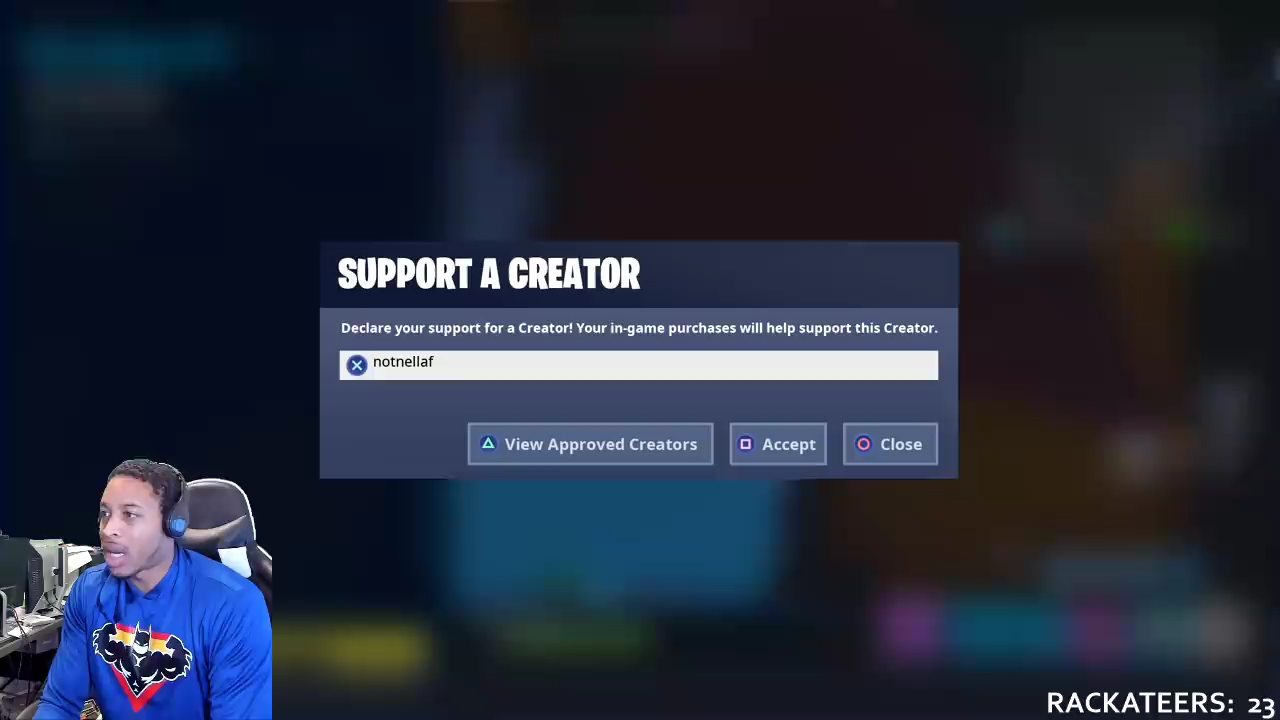 SUPPORT A CREATOR
Declare your support for a Creator! Your in-game purchases will help support this Creator.
notnellaf
View Approved Creators
Accept
Close
RACKATEERS: 23